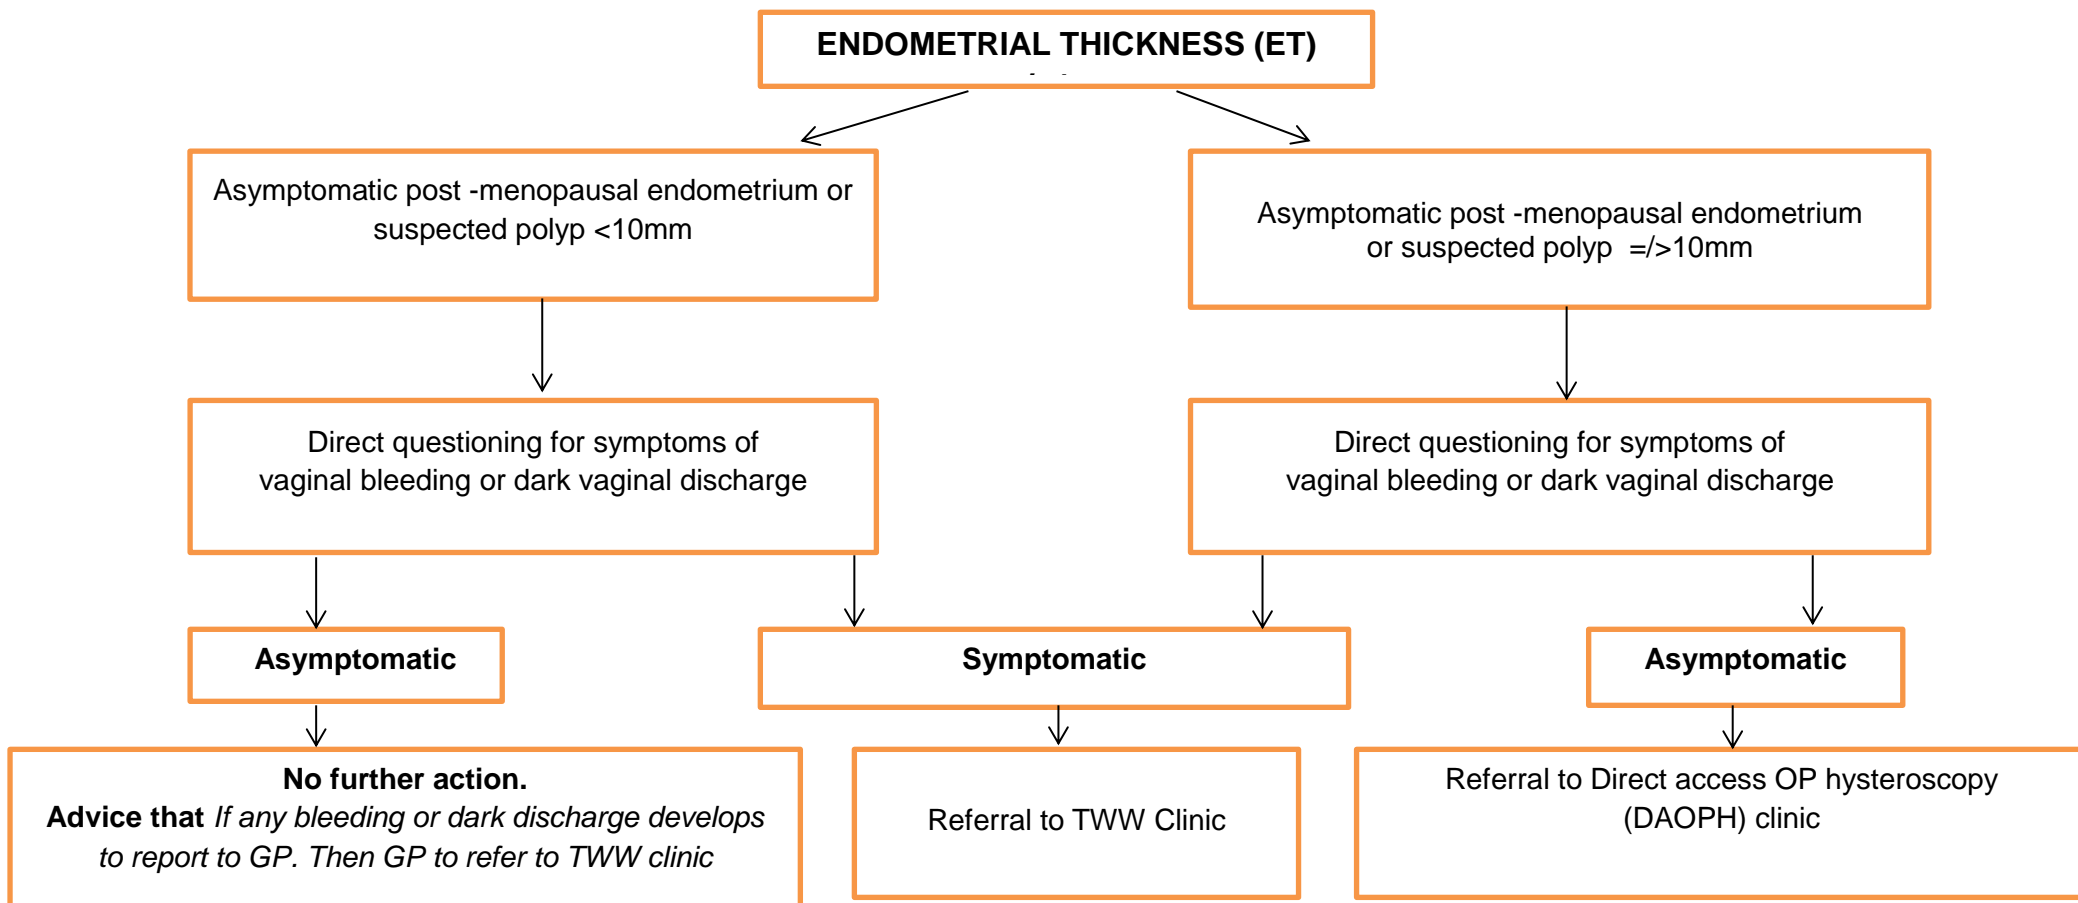 ENDOMETRIAL THICKNESS (ET)
Asymptomatic post -menopausal endometrium or
suspected polyp <10mm
Asymptomatic post -menopausal endometrium
or suspected polyp =/>10mm
Direct questioning for symptoms of
vaginal bleeding or dark vaginal discharge
Direct questioning for symptoms of
vaginal bleeding or dark vaginal discharge
Asymptomatic
Symptomatic
Asymptomatic
No further action.
Advice that If any bleeding or dark discharge develops
to report to GP. Then GP to refer to TWW clinic
Referral to TWW Clinic
Referral to Direct access OP hysteroscopy
(DAOPH) clinic